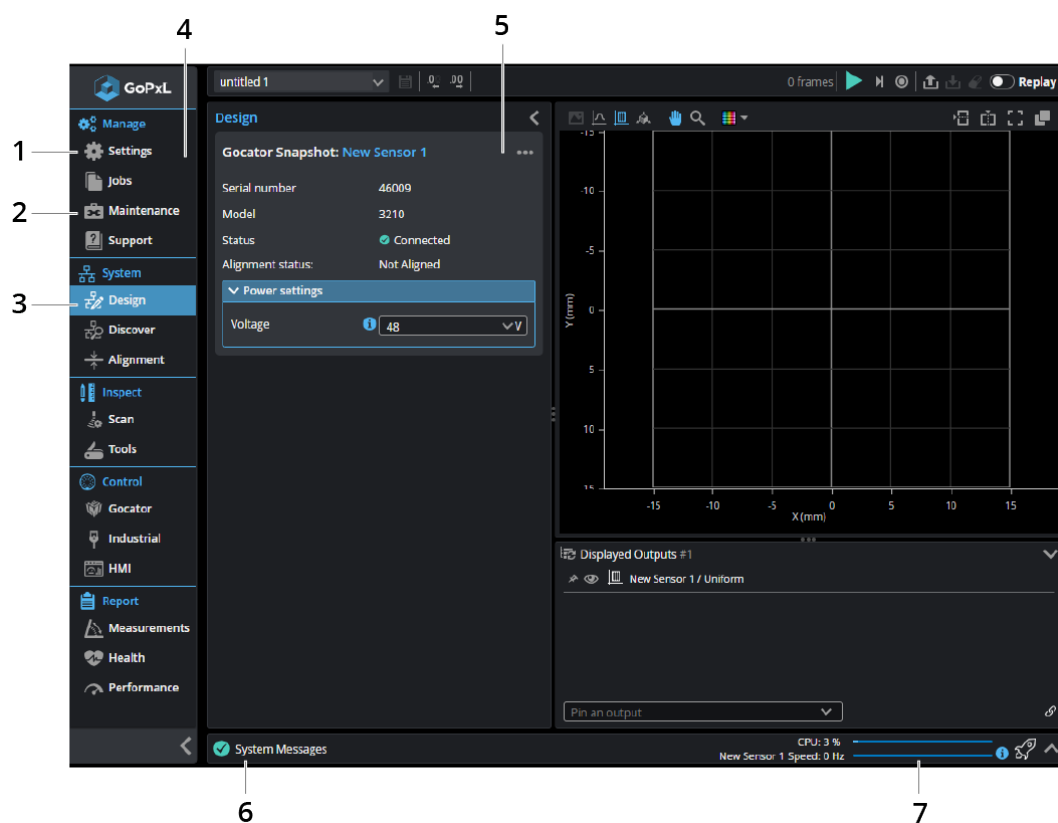 4
5
GoPxL
untitled 1
.0 .00
0 frames
Replay
Manage
1
Settings
Jobs
2
Maintenance
Support
System
3
Design
Discover
Alignment
Inspect
Scan
Tools
Control
Gocator
Industrial
HMI
Report
Measurements
Health
Performance
Design
Gocator Snapshot: New Sensor 1
Serial number 46009
Model 3210
Status Connected
Alignment status: Not Aligned
Power settings
Voltage 48 V
-15
-10
-5
0
5
10
15
Y (mm)
-15 -10 -5 0 5 10 15
X (mm)
Displayed Outputs #1
New Sensor 1 / Uniform
Pin an output
System Messages
CPU: 3 %
New Sensor 1 Speed: 0 Hz
6
7